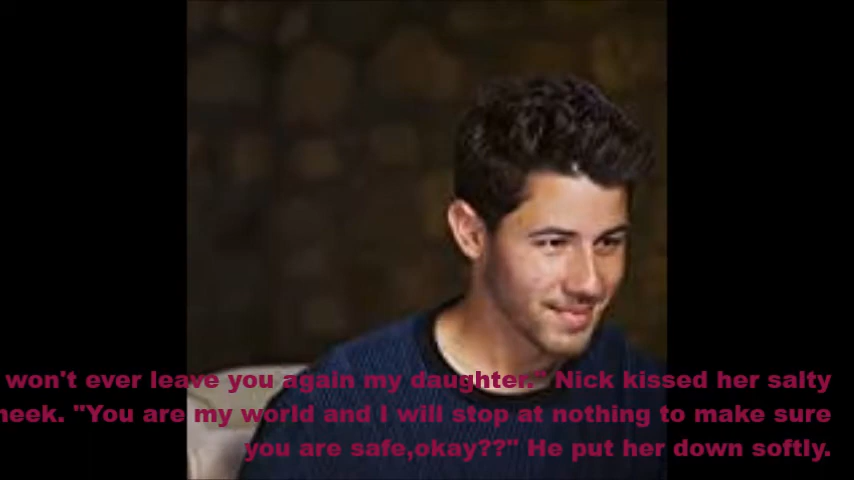 won't ever leave you again my daughter." Nick kissed her salty
heek. "You are my world and I will stop at nothing to make sure
you are safe,okay??" He put her down softly.